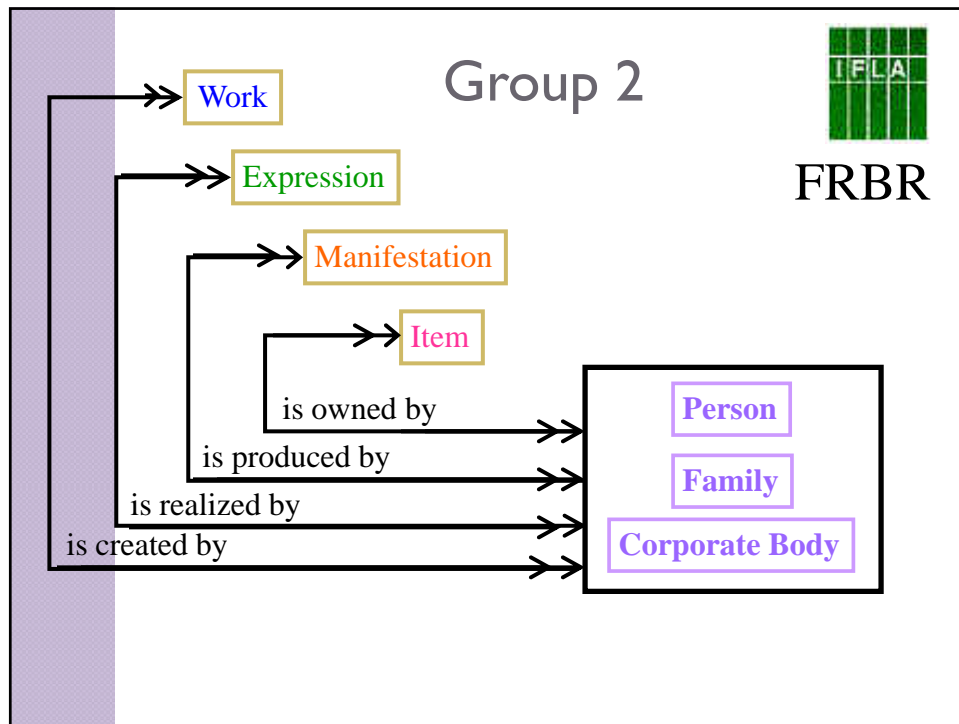 Group 2
IFLA
FRBR
Work
Expression
Manifestation
Item
is owned by
is produced by
is realized by
is created by
Person
Family
Corporate Body